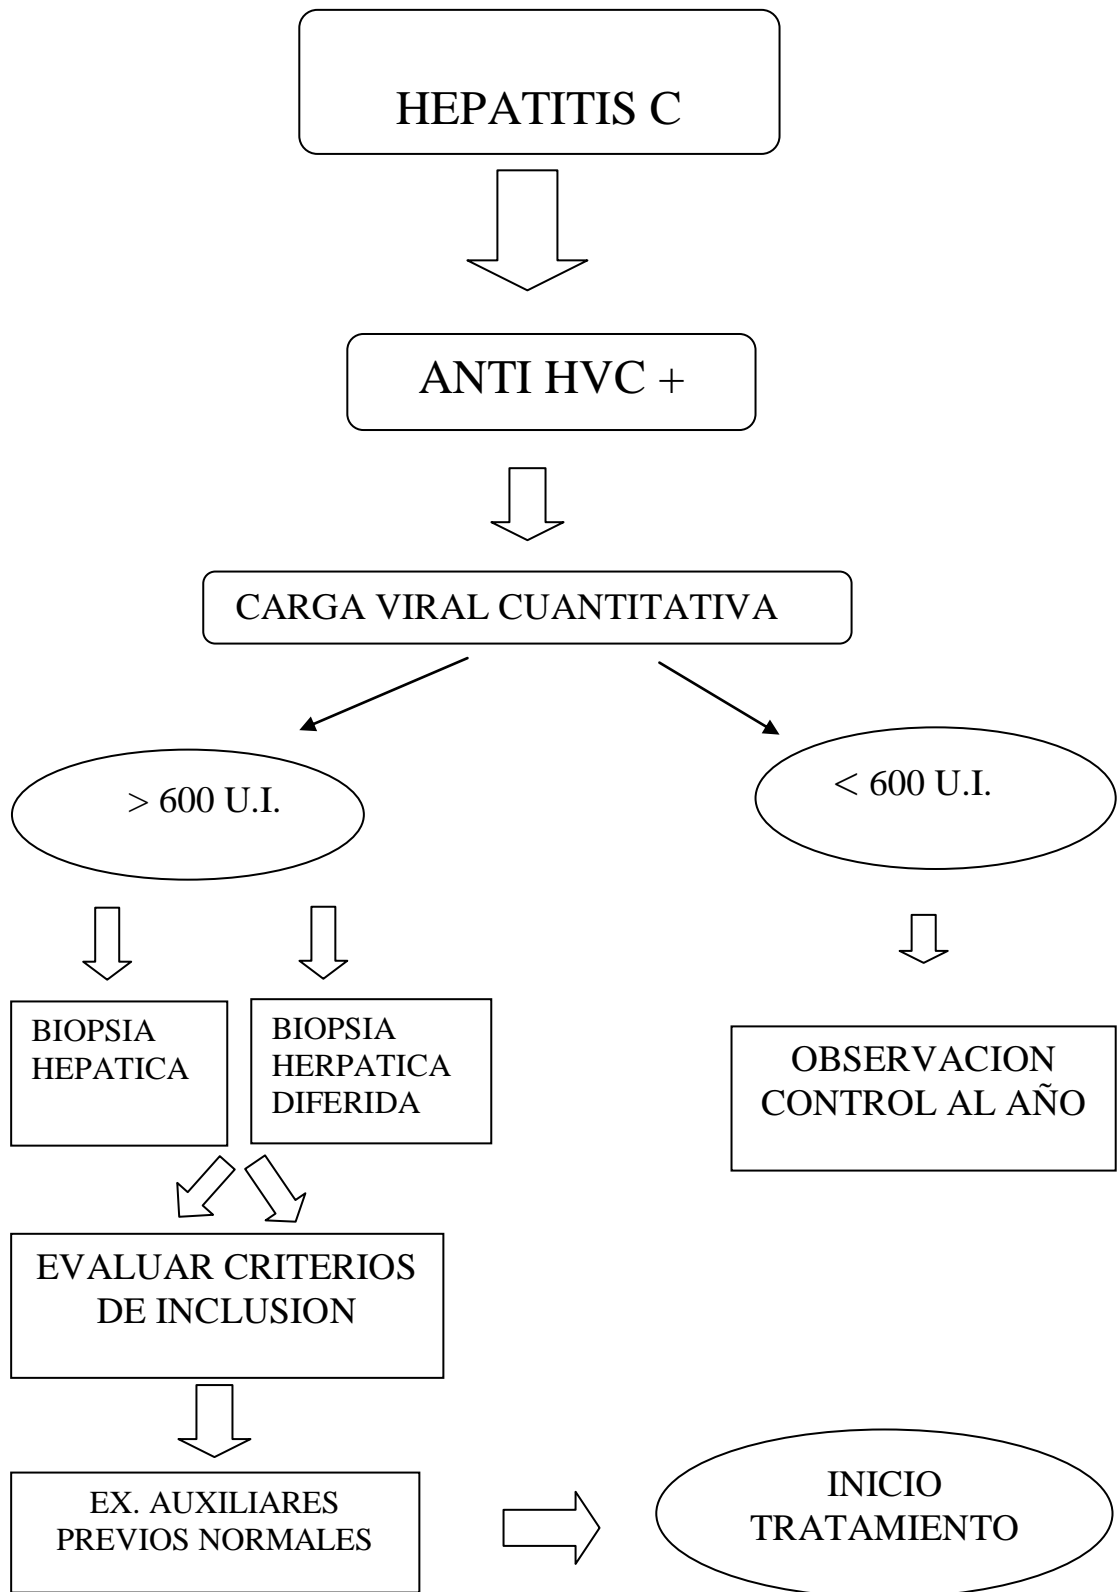 HEPATITIS C
ANTI HVC +
CARGA VIRAL CUANTITATIVA
> 600 U.I.
< 600 U.I.
BIOPSIA
HEPATICA
BIOPSIA
HERPATICA
DIFERIDA
OBSERVACION
CONTROL AL AÑO
EVALUAR CRITERIOS
DE INCLUSION
EX. AUXILIARES
PREVIOS NORMALES
INICIO
TRATAMIENTO